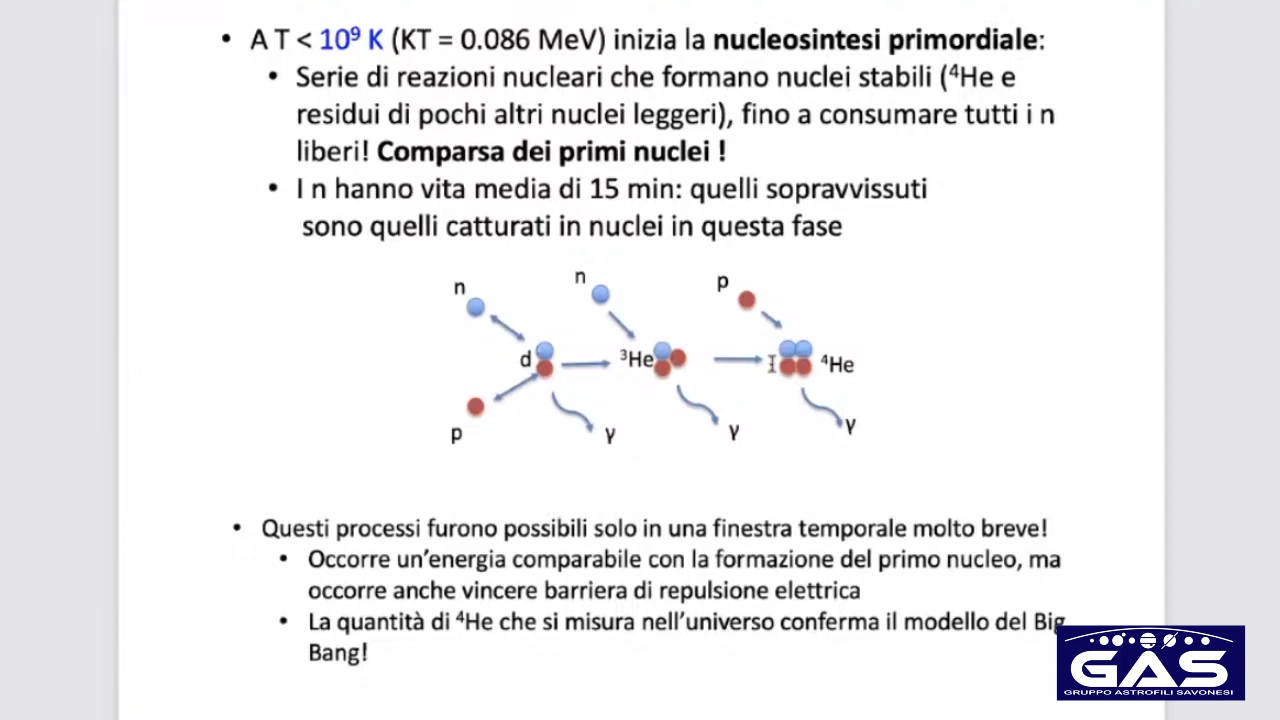 • A T < 10⁹ K (KT = 0.086 MeV) inizia la nucleosintesi primordiale:
• Serie di reazioni nucleari che formano nuclei stabili (⁴He e
residui di pochi altri nuclei leggeri), fino a consumare tutti i n
liberi! Comparsa dei primi nuclei !
• I n hanno vita media di 15 min: quelli sopravvissuti
sono quelli catturati in nuclei in questa fase
n
n
p
d
³He
⁴He
p
γ
γ
γ
• Questi processi furono possibili solo in una finestra temporale molto breve!
• Occorre un’energia comparabile con la formazione del primo nucleo, ma
occorre anche vincere barriera di repulsione elettrica
• La quantità di ⁴He che si misura nell’universo conferma il modello del Big
Bang!
GAS
GRUPPO ASTROFILI SAVONESI